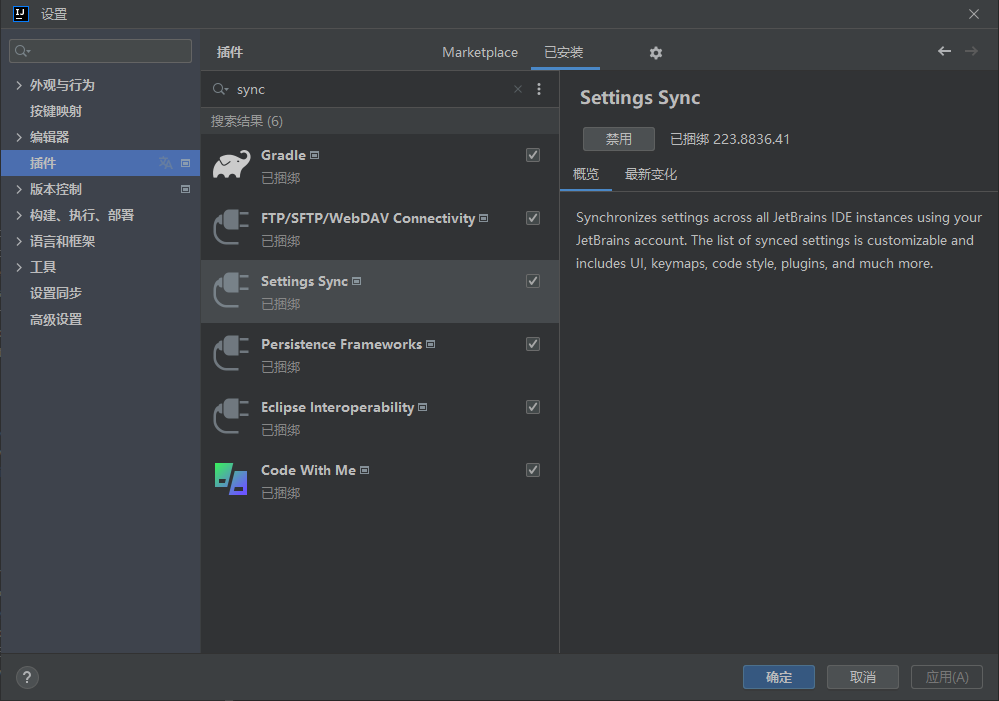 设置
外观与行为
按键映射
编辑器
插件
版本控制
构建、执行、部署
语言和框架
工具
设置同步
高级设置
插件
Marketplace
已安装
sync
搜索结果 (6)
Gradle
已捆绑
FTP/SFTP/WebDAV Connectivity
已捆绑
Settings Sync
已捆绑
Persistence Frameworks
已捆绑
Eclipse Interoperability
已捆绑
Code With Me
已捆绑
Settings Sync
禁用
已捆绑 223.8836.41
概览
最新变化
Synchronizes settings across all JetBrains IDE instances using your
JetBrains account. The list of synced settings is customizable and
includes UI, keymaps, code style, plugins, and much more.
?
确定
取消
应用(A)